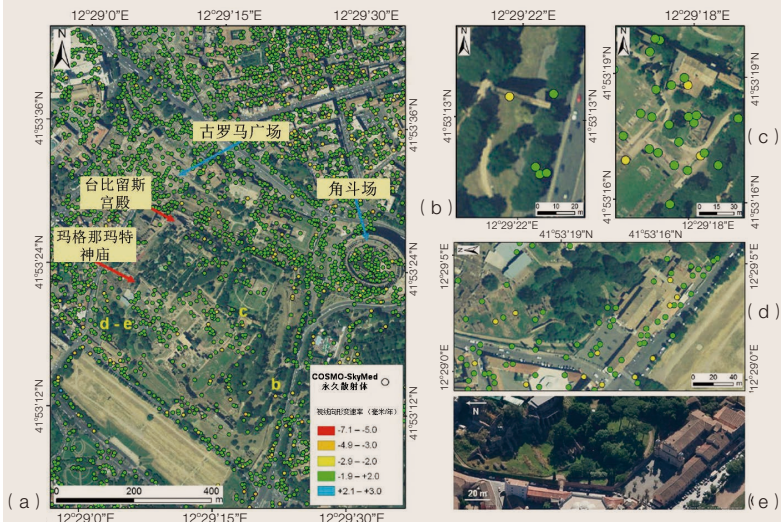 12°29'0"E 12°29'15"E 12°29'30"E
41°53'36"N
41°53'24"N
41°53'12"N
N
古罗马广场
台比留斯
宫殿
角斗场
玛格那玛特
神庙
d - e
c
b
COSMO-SkyMed
永久散射体
视线向形变速率（毫米/年）
-7.1 – -5.0
-4.9 – -3.0
-2.9 – -2.0
-1.9 – +2.0
+2.1 – +3.0
0 200 400
m
41°53'36"N
41°53'24"N
41°53'12"N
(a)
12°29'0"E 12°29'15"E 12°29'30"E
12°29'22"E
N
41°53'13"N
41°53'13"N
0 10 20
m
(b)
12°29'22"E
12°29'18"E
N
41°53'19"N
41°53'16"N
41°53'19"N
41°53'16"N
0 15 30
m
(c)
12°29'18"E
41°53'19"N 41°53'16"N
N
12°29'5"E
12°29'0"E
12°29'5"E
12°29'0"E
0 20 40
m
(d)
N
20 m
(e)